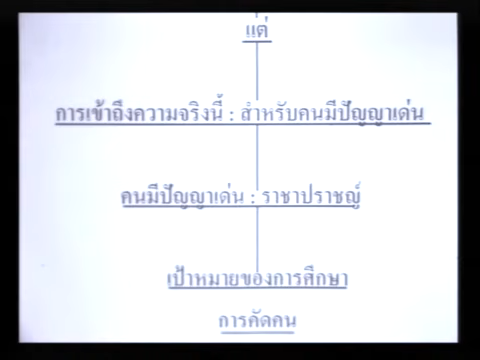 แด่
การเข้าถึงความจริงนี้ : สำหรับคนมีปัญญาเด่น
คนมีปัญญาเด่น : ราชาปราชญ์
เป้าหมายของการศึกษา
การคัดคน